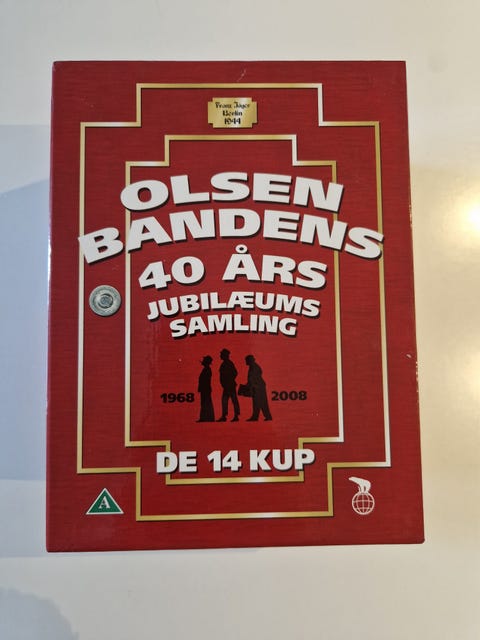 Franz Jäger
Berlin
1944
OLSEN
BANDENS
40 ÅRS
JUBILÆUMS
SAMLING
1968 2008
DE 14 KUP
A